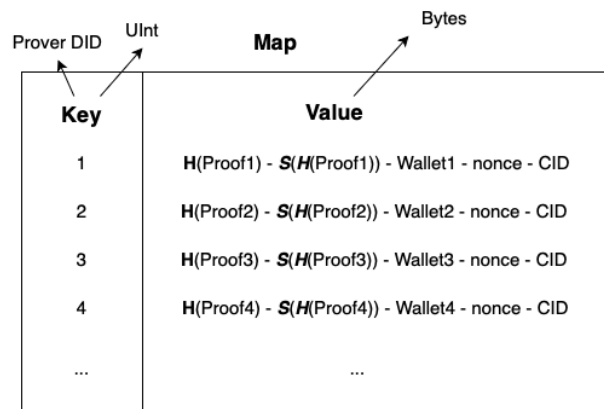 Prover DID UInt Map Bytes
Key Value
1 H(Proof1) - S(H(Proof1)) - Wallet1 - nonce - CID
2 H(Proof2) - S(H(Proof2)) - Wallet2 - nonce - CID
3 H(Proof3) - S(H(Proof3)) - Wallet3 - nonce - CID
4 H(Proof4) - S(H(Proof4)) - Wallet4 - nonce - CID
... ...